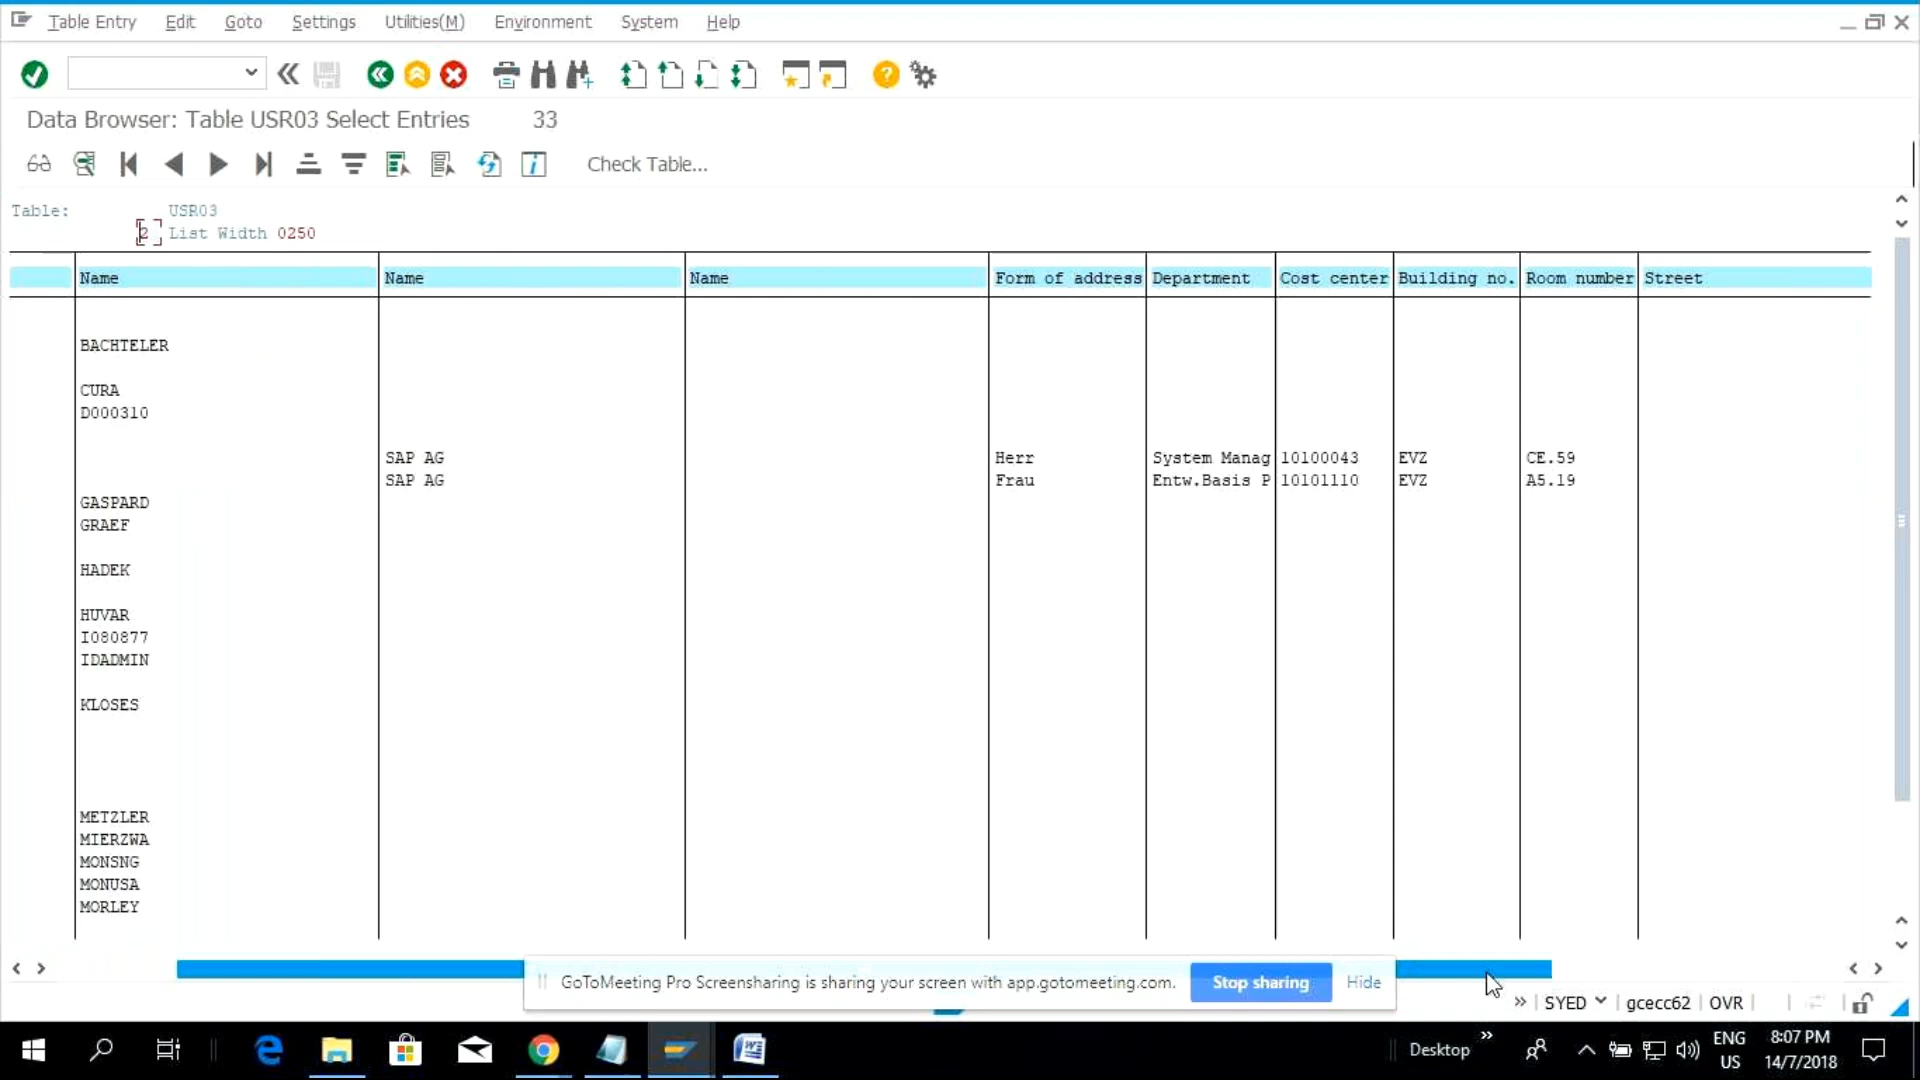 Table Entry Edit Goto Settings Utilities(M) Environment System Help
Data Browser: Table USR03 Select Entries 33
Check Table...
Table: USR03
2 List Width 0250
Name Name Name Form of address Department Cost center Building no. Room number Street
BACHTELER
CURA
D000310
SAP AG Herr System Manag 10100043 EVZ CE.59
SAP AG Frau Entw.Basis P 10101110 EVZ A5.19
GASPARD
GRAEF
HADEK
HUVAR
I080877
IDADMIN
KLOSES
METZLER
MIERZWA
MONSNG
MONUSA
MORLEY
GoToMeeting Pro Screensharing is sharing your screen with app.gotomeeting.com. Stop sharing Hide
SYED gcecc62 OVR
Desktop ENG 8:07 PM
US 14/7/2018